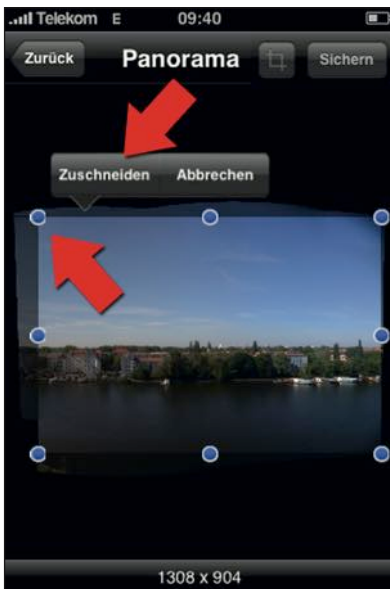 Telekom E 09:40
Zurück Panorama Sichern
Zuschneiden Abbrechen
1308 x 904